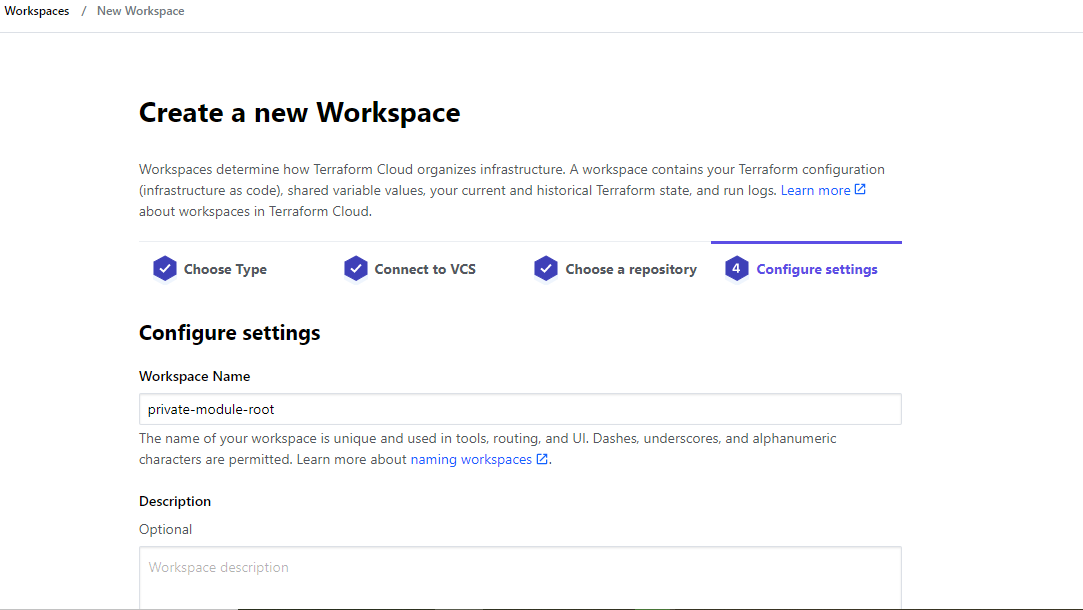 Workspaces / New Workspace
Create a new Workspace
Workspaces determine how Terraform Cloud organizes infrastructure. A workspace contains your Terraform configuration
(infrastructure as code), shared variable values, your current and historical Terraform state, and run logs. Learn more
about workspaces in Terraform Cloud.
Choose Type Connect to VCS Choose a repository 4 Configure settings
Configure settings
Workspace Name
private-module-root
The name of your workspace is unique and used in tools, routing, and UI. Dashes, underscores, and alphanumeric
characters are permitted. Learn more about naming workspaces .
Description
Optional
Workspace description